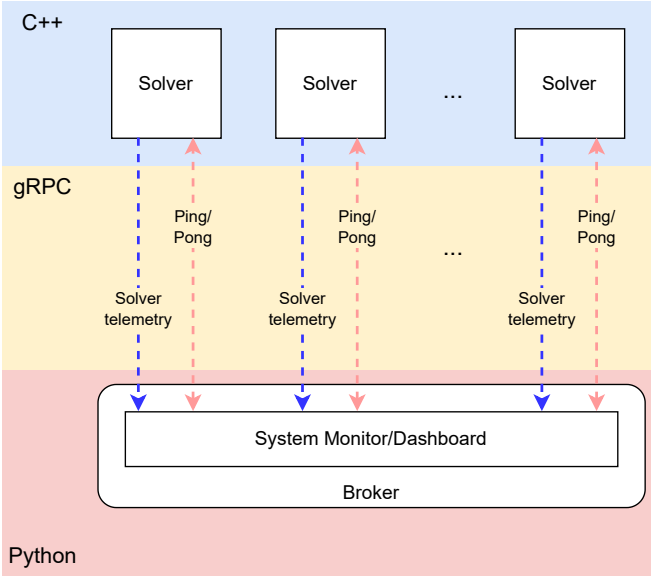 C++
Solver
Solver
...
Solver
gRPC
Ping/
Pong
Ping/
Pong
...
Ping/
Pong
Solver
telemetry
Solver
telemetry
Solver
telemetry
System Monitor/Dashboard
Broker
Python